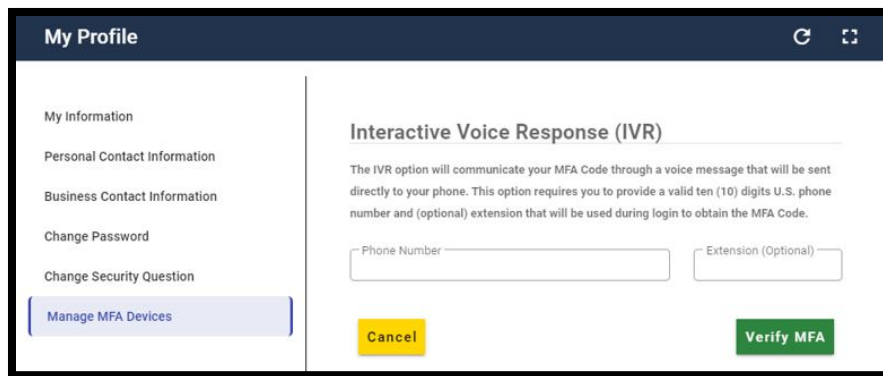 My Profile
My Information
Personal Contact Information
Business Contact Information
Change Password
Change Security Question
Manage MFA Devices
Interactive Voice Response (IVR)
The IVR option will communicate your MFA Code through a voice message that will be sent
directly to your phone. This option requires you to provide a valid ten (10) digits U.S. phone
number and (optional) extension that will be used during login to obtain the MFA Code.
Phone Number
Extension (Optional)
Cancel
Verify MFA